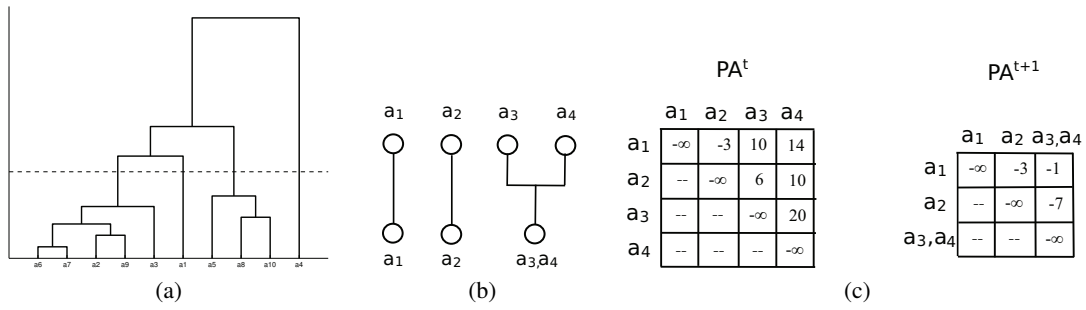 PAᵗ
PAᵗ⁺¹
a₁ a₂ a₃ a₄
a₁ a₂ a₃ a₄
a₁ -∞ -3 10 14
a₂ -- -∞ 6 10
a₃ -- -- -∞ 20
a₄ -- -- -- -∞
a₁ a₂ a₃,a₄
a₁ -∞ -3 -1
a₂ -- -∞ -7
a₃,a₄ -- -- -∞
a₁ a₂ a₃,a₄
a6 a7 a2 a9 a3 a1 a5 a8 a10 a4
(a) (b) (c)